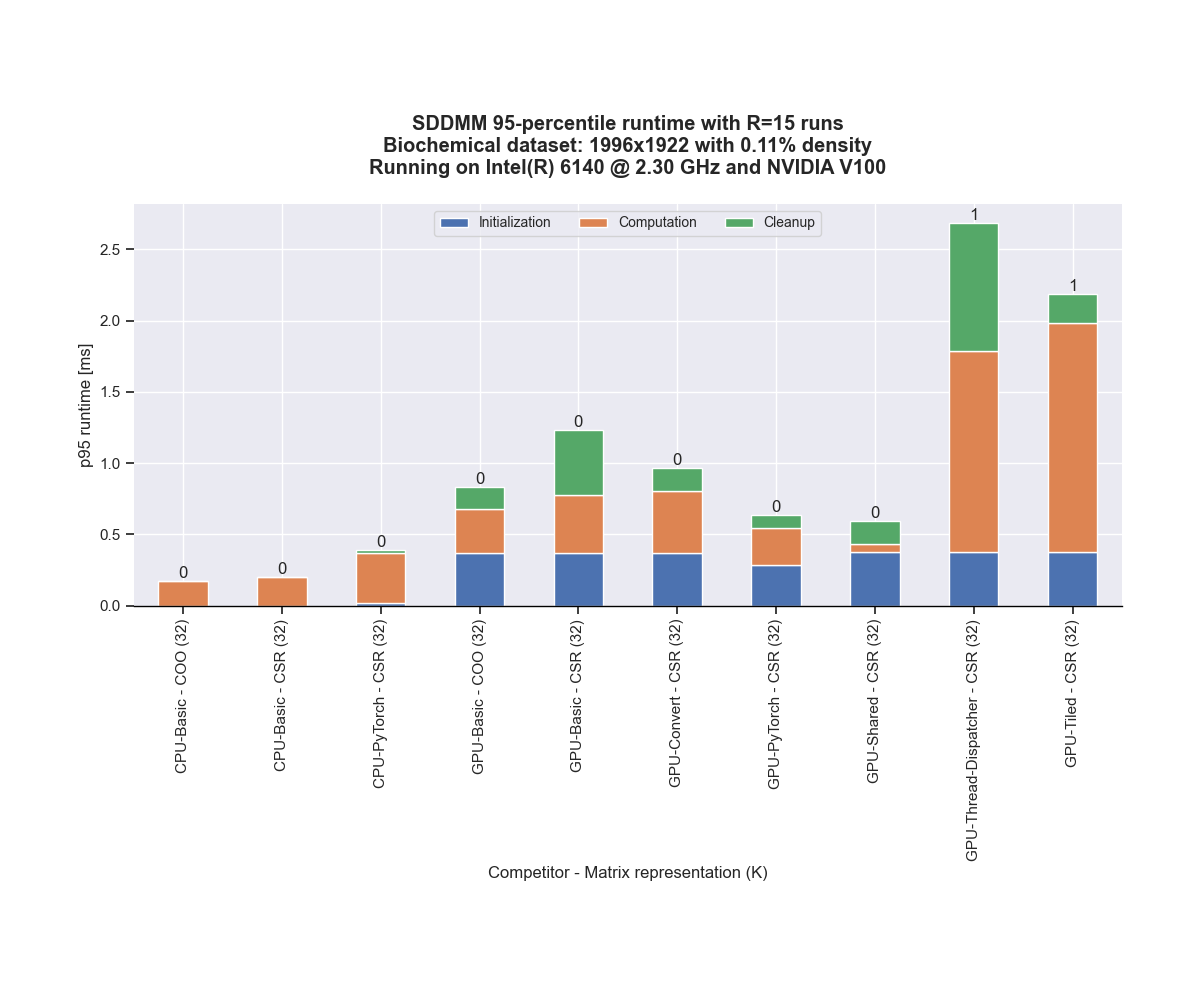 SDDMM 95-percentile runtime with R=15 runs
Biochemical dataset: 1996x1922 with 0.11% density
Running on Intel(R) 6140 @ 2.30 GHz and NVIDIA V100
Initialization
Computation
Cleanup
p95 runtime [ms]
2.5
2.0
1.5
1.0
0.5
0.0
0
0
0
0
0
0
0
0
1
1
CPU-Basic - COO (32)
CPU-Basic - CSR (32)
CPU-PyTorch - CSR (32)
GPU-Basic - COO (32)
GPU-Basic - CSR (32)
GPU-Convert - CSR (32)
GPU-PyTorch - CSR (32)
GPU-Shared - CSR (32)
GPU-Thread-Dispatcher - CSR (32)
GPU-Tiled - CSR (32)
Competitor - Matrix representation (K)